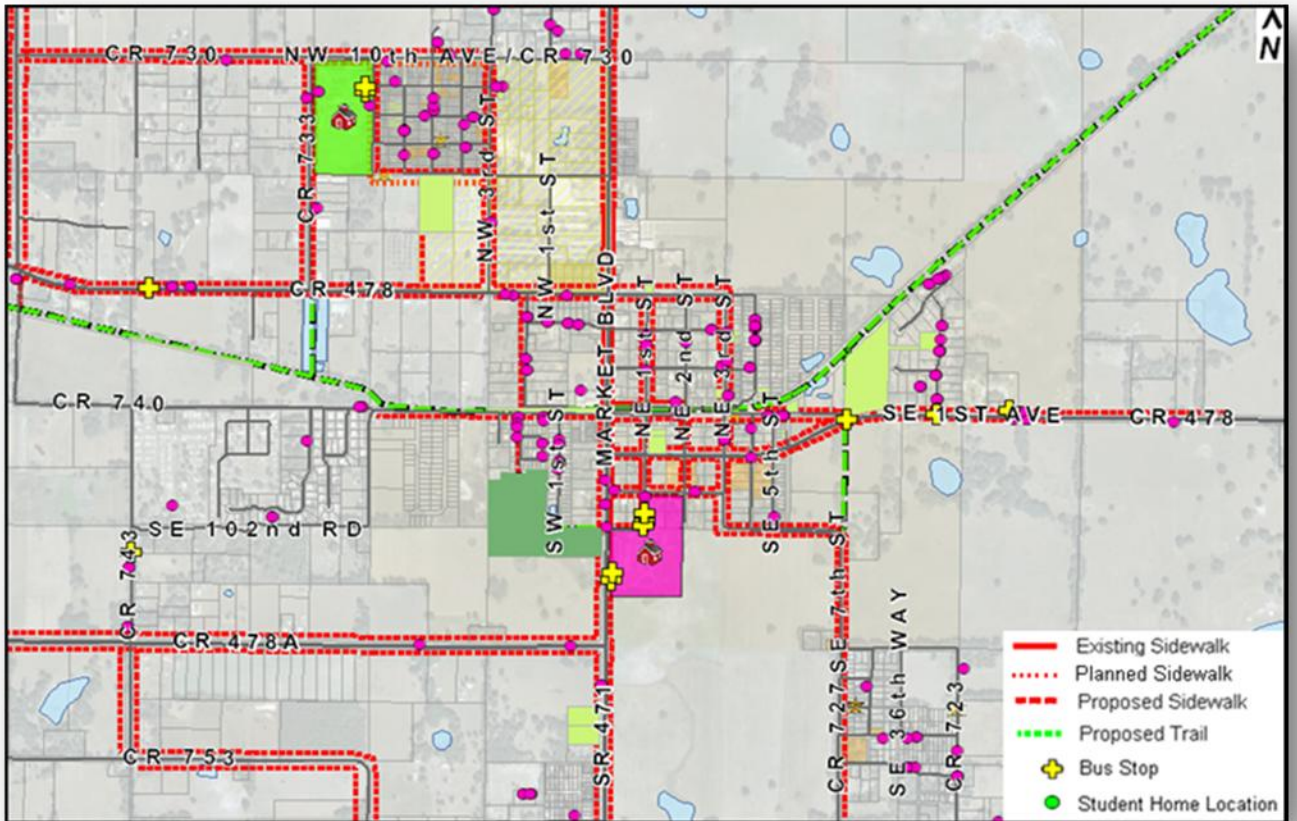 N
CR 730
NW 10th AVE/CR 730
CR 733
NW 3rd ST
NW 1st ST
MARKET BLVD
CR 478
NE 1st ST
NE 2nd ST
NE 3rd ST
CR 740
SE 1ST AVE
CR 478
SW 1st ST
SE 5th ST
SE 102nd RD
CR 743
CR 478A
SR 471
CR 727
SE 7th ST
SE 36th WAY
CR 723
CR 753
Existing Sidewalk
Planned Sidewalk
Proposed Sidewalk
Proposed Trail
Bus Stop
Student Home Location